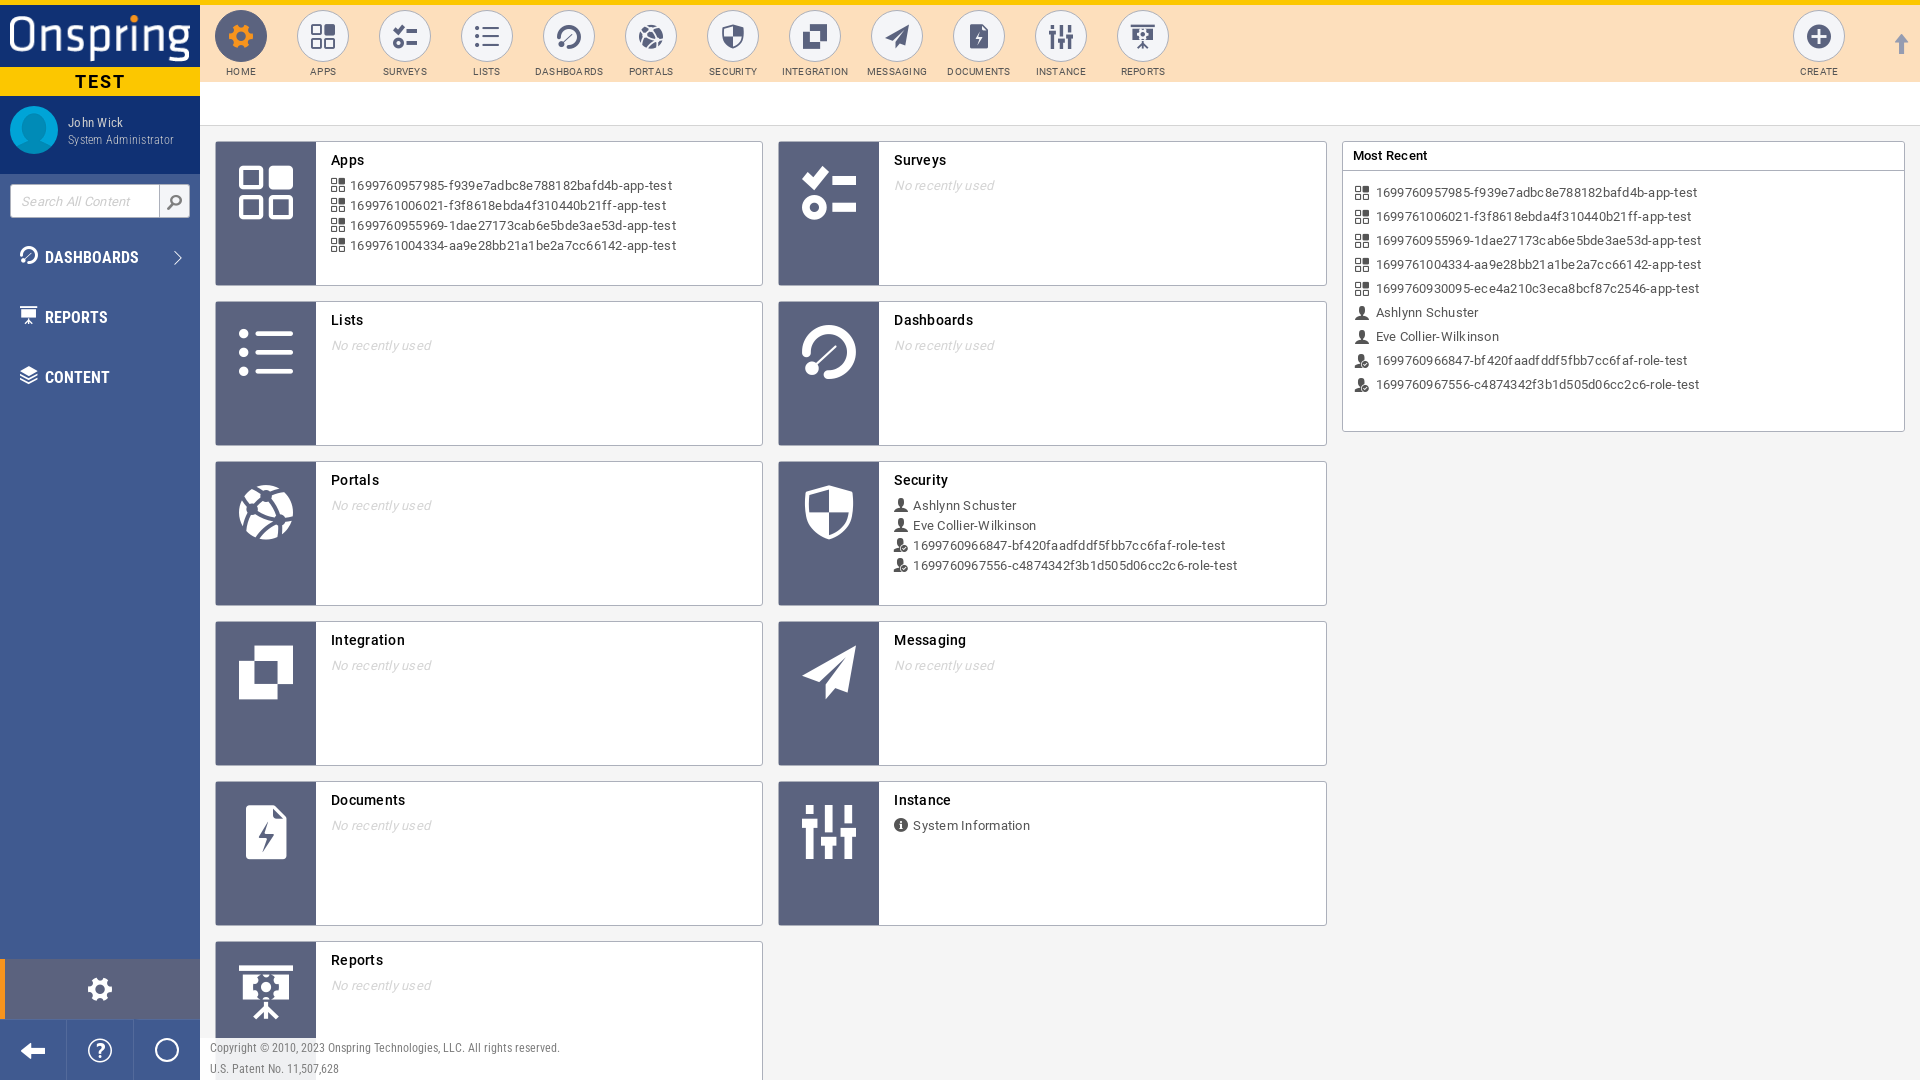 Onspring
TEST
John Wick
System Administrator
Search All Content
DASHBOARDS
REPORTS
CONTENT
HOME
APPS
SURVEYS
LISTS
DASHBOARDS
PORTALS
SECURITY
INTEGRATION
MESSAGING
DOCUMENTS
INSTANCE
REPORTS
CREATE
Apps
1699760957985-f939e7adbc8e788182bafd4b-app-test
1699761006021-f3f8618ebda4f310440b21ff-app-test
1699760955969-1dae27173cab6e5bde3ae53d-app-test
1699761004334-aa9e28bb21a1be2a7cc66142-app-test
Surveys
No recently used
Lists
No recently used
Dashboards
No recently used
Portals
No recently used
Security
Ashlynn Schuster
Eve Collier-Wilkinson
1699760966847-bf420faadfddf5fbb7cc6faf-role-test
1699760967556-c4874342f3b1d505d06cc2c6-role-test
Integration
No recently used
Messaging
No recently used
Documents
No recently used
Instance
System Information
Reports
No recently used
Most Recent
1699760957985-f939e7adbc8e788182bafd4b-app-test
1699761006021-f3f8618ebda4f310440b21ff-app-test
1699760955969-1dae27173cab6e5bde3ae53d-app-test
1699761004334-aa9e28bb21a1be2a7cc66142-app-test
1699760930095-ece4a210c3eca8bcf87c2546-app-test
Ashlynn Schuster
Eve Collier-Wilkinson
1699760966847-bf420faadfddf5fbb7cc6faf-role-test
1699760967556-c4874342f3b1d505d06cc2c6-role-test
Copyright © 2010, 2023 Onspring Technologies, LLC. All rights reserved.
U.S. Patent No. 11,507,628